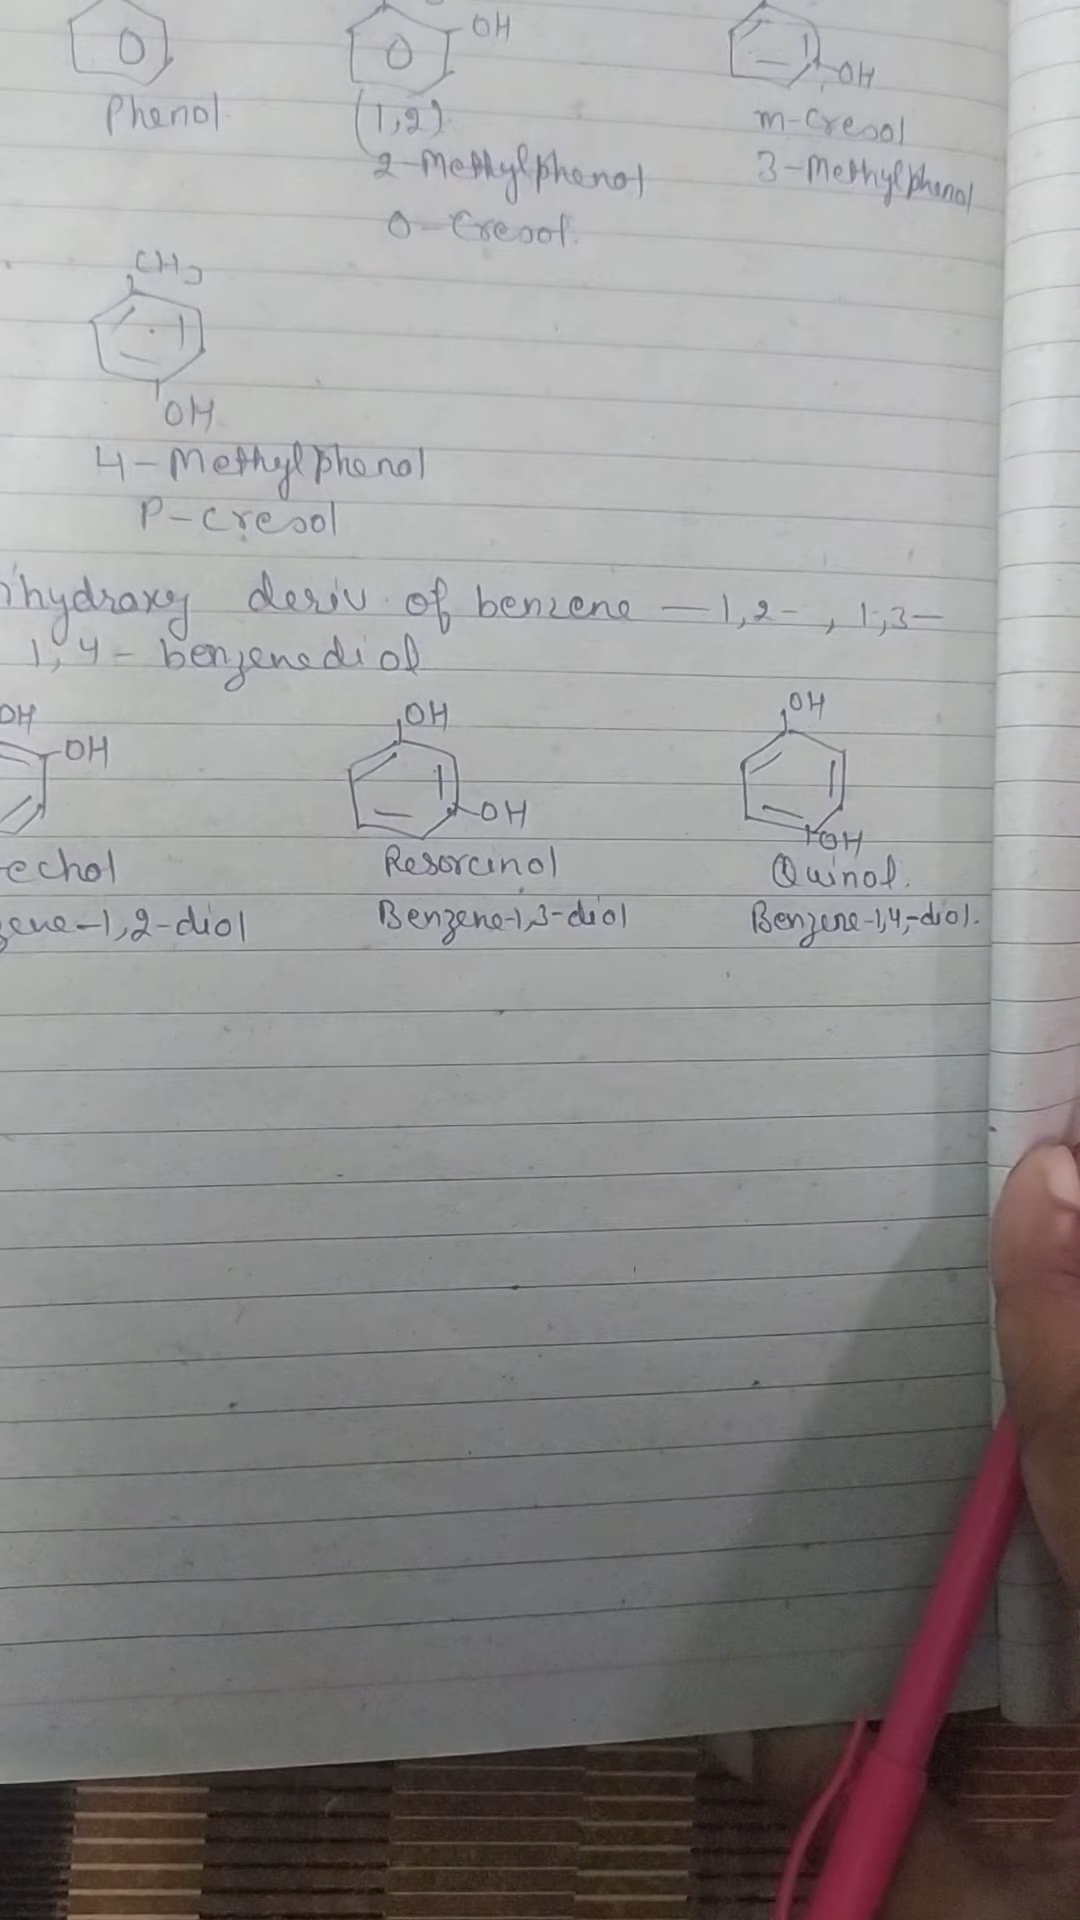 OH
OH
Phenol
(1,2)
m-Cresol
2-Methylphenol
3-Methylphenol
O-Cresol
CH3
OH
4-Methylphenol
P-cresol
ihydroxy deriv. of benzene — 1,2-, 1,3-
1,4-benzenediol
OH OH OH
OH
OH OH
echol Resorcinol Quinol.
zene-1,2-diol Benzene-1,3-diol Benzene-1,4,-diol.